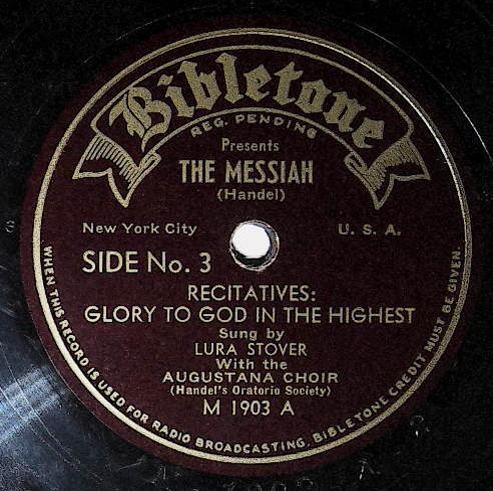 Bibletone
REG. PENDING
Presents
THE MESSIAH
(Handel)
New York City
U. S. A.
SIDE No. 3
RECITATIVES:
GLORY TO GOD IN THE HIGHEST
Sung by
LURA STOVER
With the
AUGUSTANA CHOIR
(Handel's Oratorio Society)
M 1903 A
WHEN THIS RECORD IS USED FOR RADIO BROADCASTING, BIBLETONE CREDIT MUST BE GIVEN.